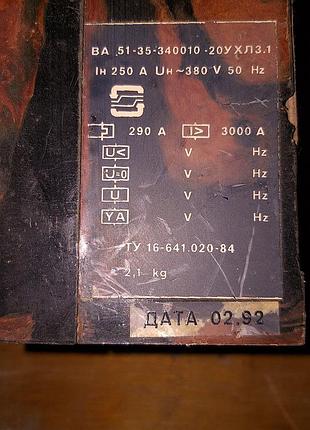 ВА 51-35-340010-20УХЛ3.1
Iн 250 А Uн ~380 V 50 Hz
290 А I> 3000 А
U< V Hz
U=0 V Hz
U V Hz
YA V Hz
ТУ 16-641.020-84
2,1 kg
ДАТА 02.92